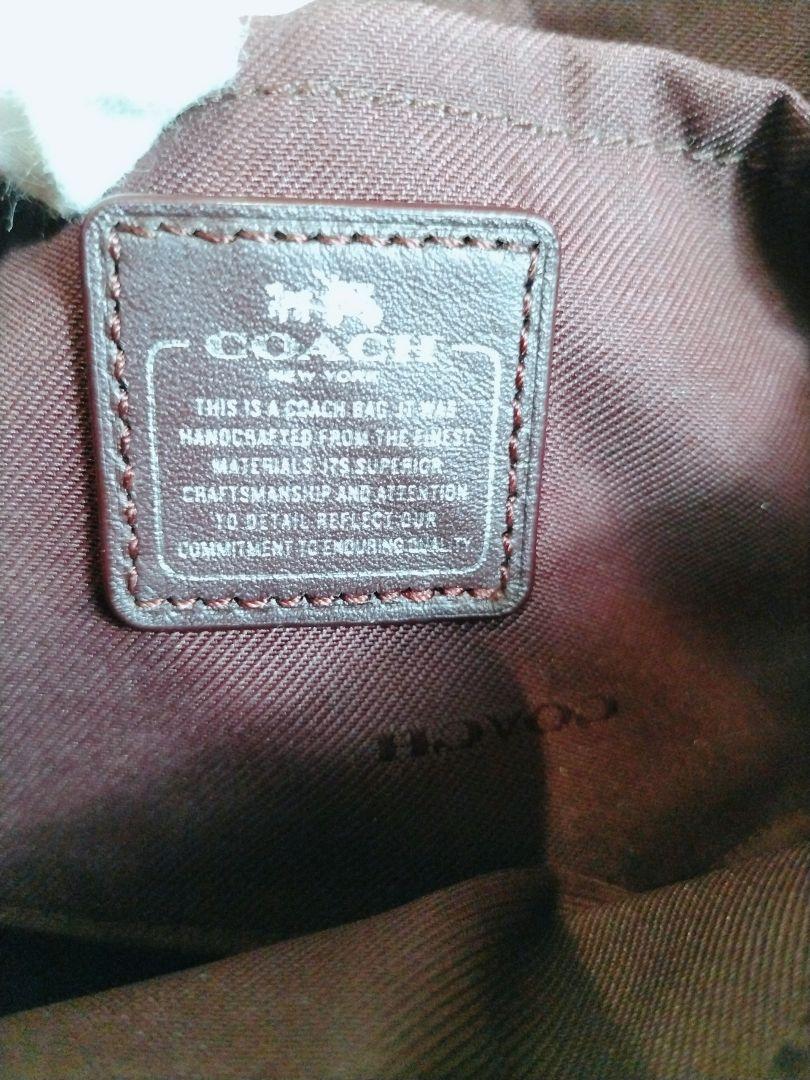 COACH
NEW YORK
THIS IS A COACH BAG. IT WAS
HANDCRAFTED FROM THE FINEST
MATERIALS. ITS SUPERIOR
CRAFTSMANSHIP AND ATTENTION
TO DETAIL REFLECT OUR
COMMITMENT TO ENDURING QUALITY
COACH